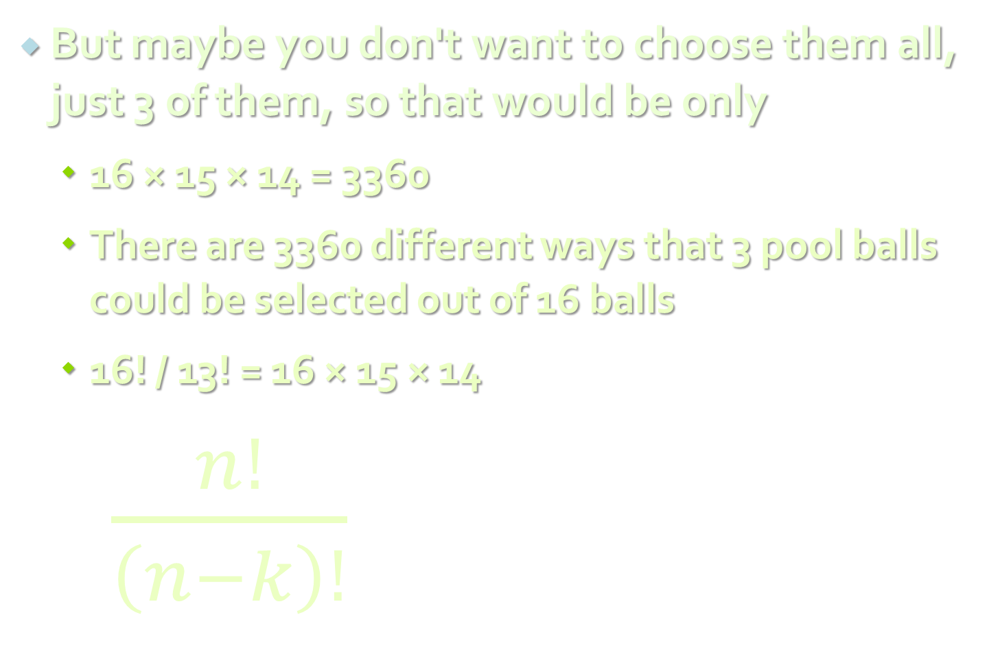 But maybe you don't want to choose them all,
just 3 of them, so that would be only
16 × 15 × 14 = 3360
There are 3360 different ways that 3 pool balls
could be selected out of 16 balls
16! / 13! = 16 × 15 × 14
n!
(n−k)!